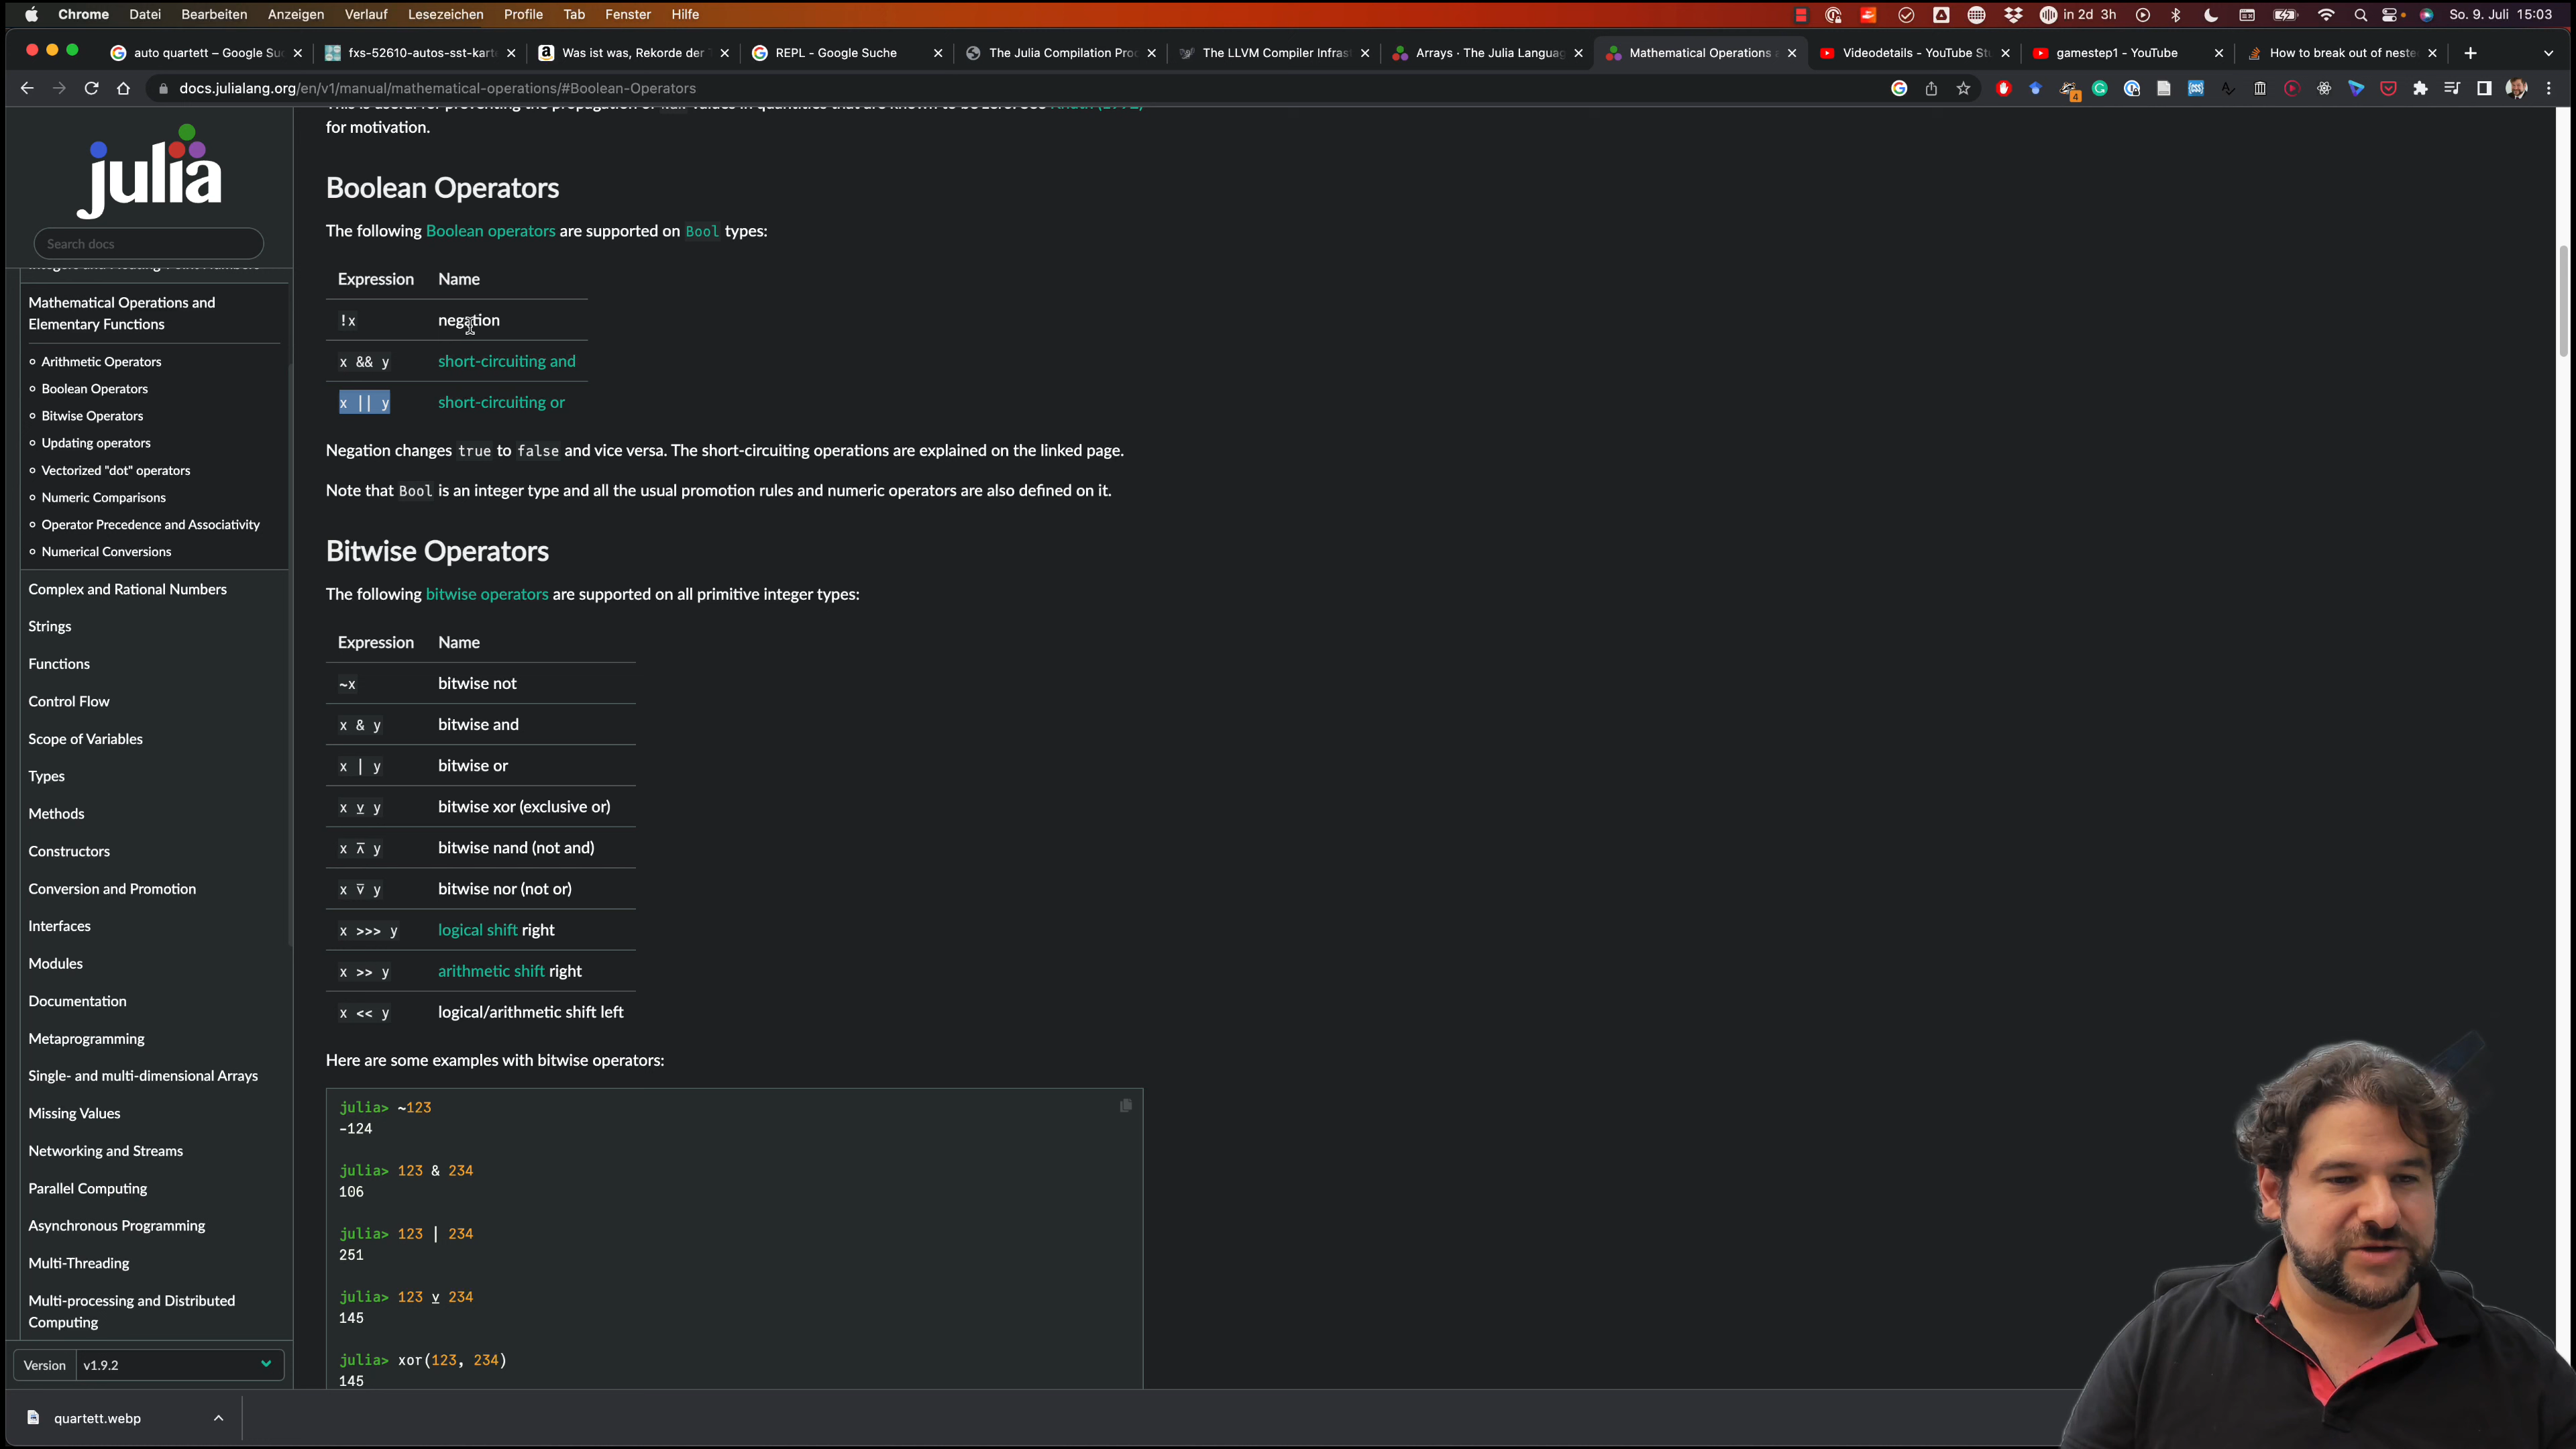 Chrome Datei Bearbeiten Anzeigen Verlauf Lesezeichen Profile Tab Fenster Hilfe in 2d 3h So. 9. Juli 15:03
auto quartett – Google Su
fxs-52610-autos-sst-kart
Was ist was, Rekorde der
REPL - Google Suche
The Julia Compilation Pro
The LLVM Compiler Infras
Arrays · The Julia Langua
Mathematical Operations
Videodetails – YouTube St
gamestep1 - YouTube
How to break out of neste
docs.julialang.org/en/v1/manual/mathematical-operations/#Boolean-Operators
4
julia
Search docs
Mathematical Operations and
Elementary Functions
Arithmetic Operators
Boolean Operators
Bitwise Operators
Updating operators
Vectorized "dot" operators
Numeric Comparisons
Operator Precedence and Associativity
Numerical Conversions
Complex and Rational Numbers
Strings
Functions
Control Flow
Scope of Variables
Types
Methods
Constructors
Conversion and Promotion
Interfaces
Modules
Documentation
Metaprogramming
Single- and multi-dimensional Arrays
Missing Values
Networking and Streams
Parallel Computing
Asynchronous Programming
Multi-Threading
Multi-processing and Distributed
Computing
Version v1.9.2
for motivation.
Boolean Operators
The following Boolean operators are supported on Bool types:
Expression Name
!x negation
x && y short-circuiting and
x || y short-circuiting or
Negation changes true to false and vice versa. The short-circuiting operations are explained on the linked page.
Note that Bool is an integer type and all the usual promotion rules and numeric operators are also defined on it.
Bitwise Operators
The following bitwise operators are supported on all primitive integer types:
Expression Name
~x bitwise not
x & y bitwise and
x | y bitwise or
x ⊻ y bitwise xor (exclusive or)
x ⊼ y bitwise nand (not and)
x ⊽ y bitwise nor (not or)
x >>> y logical shift right
x >> y arithmetic shift right
x << y logical/arithmetic shift left
Here are some examples with bitwise operators:
julia> ~123
-124
julia> 123 & 234
106
julia> 123 | 234
251
julia> 123 ⊻ 234
145
julia> xor(123, 234)
145
quartett.webp